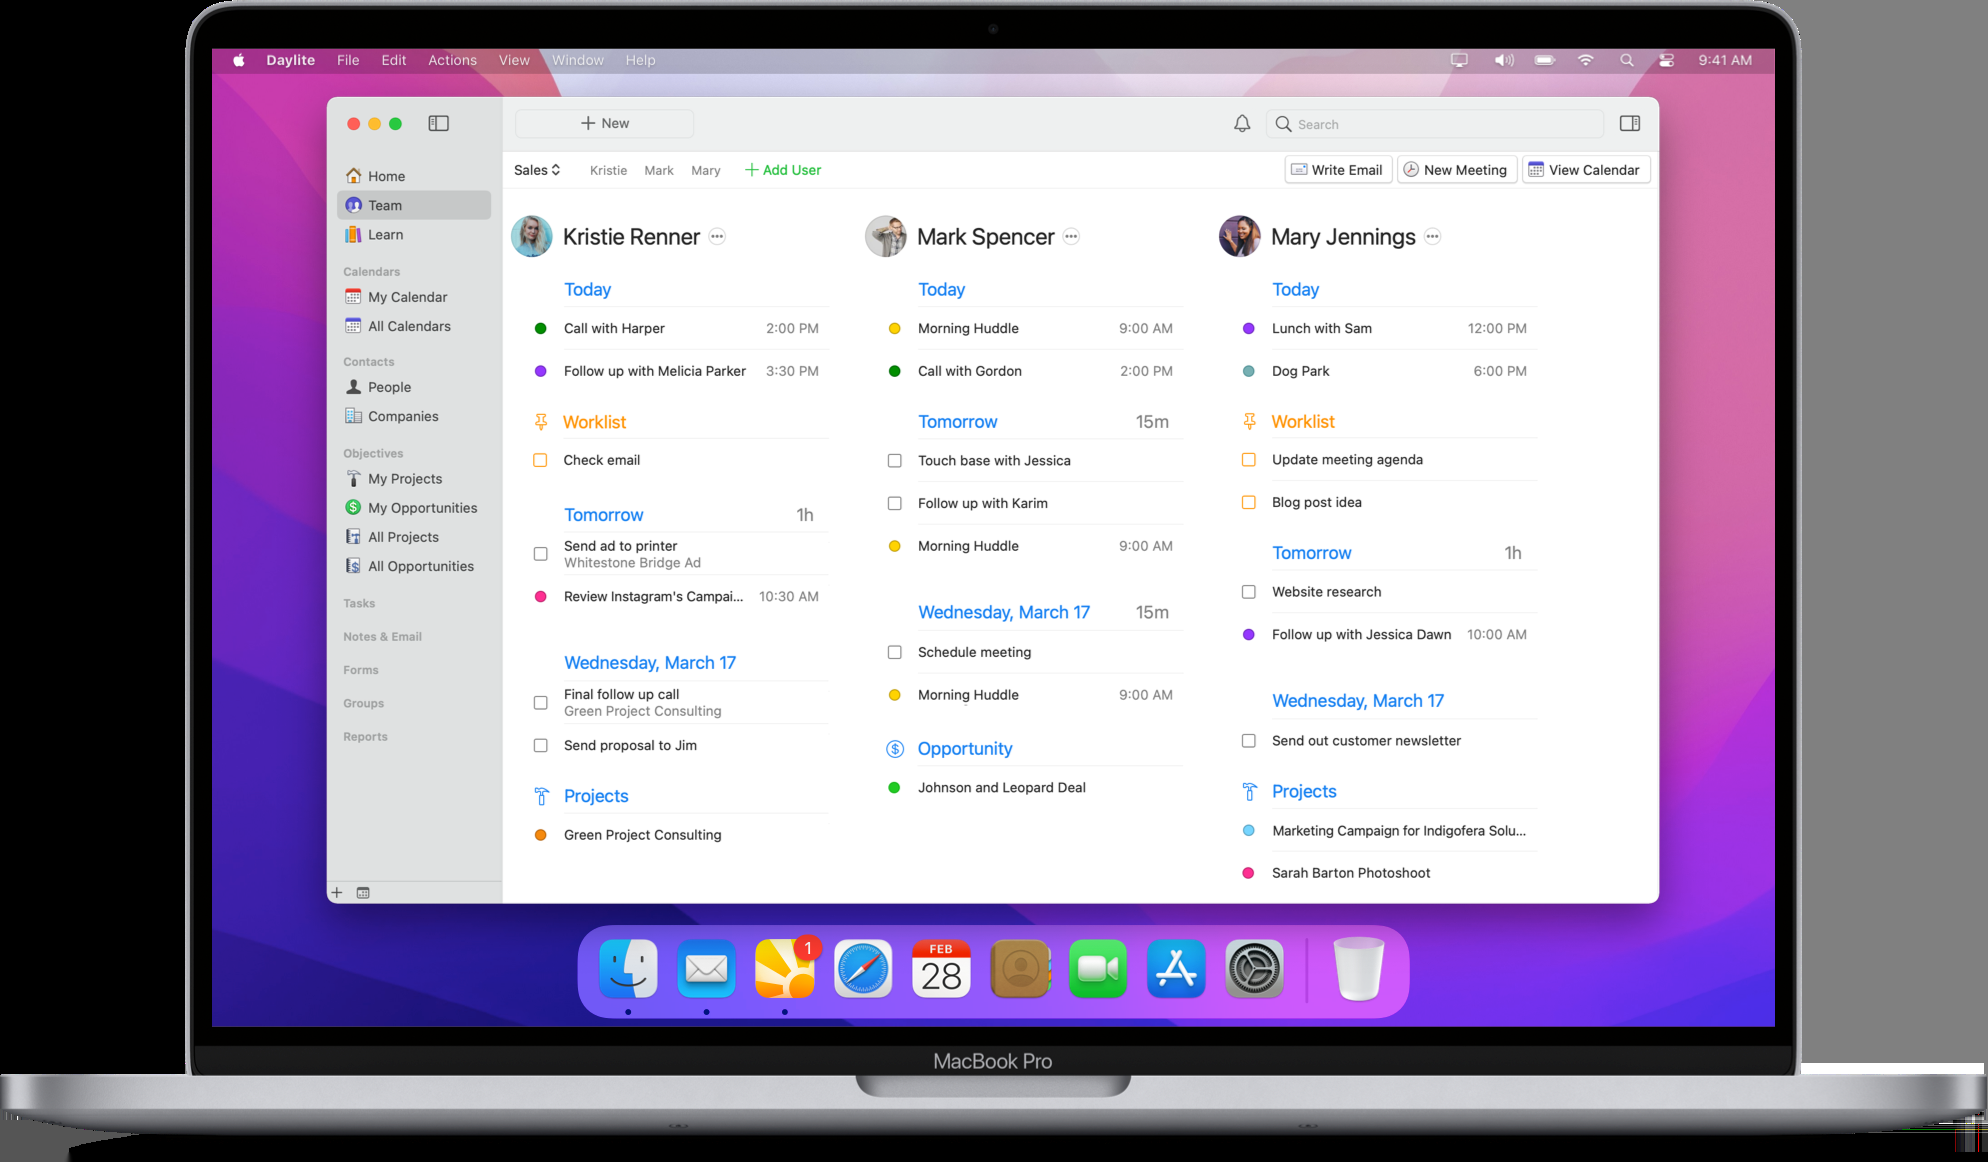 Daylite File Edit Actions View Window Help 9:41 AM
New
Search
Sales Kristie Mark Mary Add User
Write Email New Meeting View Calendar
Home
Team
Learn
Calendars
My Calendar
All Calendars
Contacts
People
Companies
Objectives
My Projects
My Opportunities
All Projects
All Opportunities
Tasks
Notes & Email
Forms
Groups
Reports
Kristie Renner
Today
Call with Harper 2:00 PM
Follow up with Melicia Parker 3:30 PM
Worklist
Check email
Tomorrow 1h
Send ad to printer
Whitestone Bridge Ad
Review Instagram's Campai... 10:30 AM
Wednesday, March 17
Final follow up call
Green Project Consulting
Send proposal to Jim
Projects
Green Project Consulting
Mark Spencer
Today
Morning Huddle 9:00 AM
Call with Gordon 2:00 PM
Tomorrow 15m
Touch base with Jessica
Follow up with Karim
Morning Huddle 9:00 AM
Wednesday, March 17 15m
Schedule meeting
Morning Huddle 9:00 AM
Opportunity
Johnson and Leopard Deal
Mary Jennings
Today
Lunch with Sam 12:00 PM
Dog Park 6:00 PM
Worklist
Update meeting agenda
Blog post idea
Tomorrow 1h
Website research
Follow up with Jessica Dawn 10:00 AM
Wednesday, March 17
Send out customer newsletter
Projects
Marketing Campaign for Indigofera Solu...
Sarah Barton Photoshoot
1
FEB
28
MacBook Pro